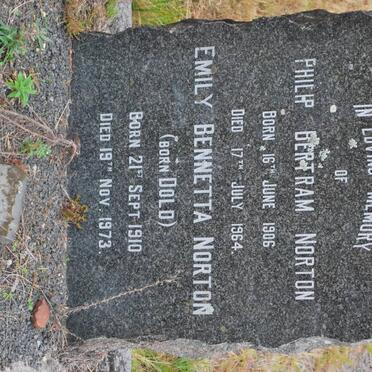 IN LOVING MEMORY
OF
PHILIP BERTRAM NORTON
BORN 16TH JUNE 1906
DIED 17TH JULY 1964.
EMILY BENNETTA NORTON
(BORN DOLD)
BORN 21ST SEPT. 1910
DIED 19TH NOV. 1973.